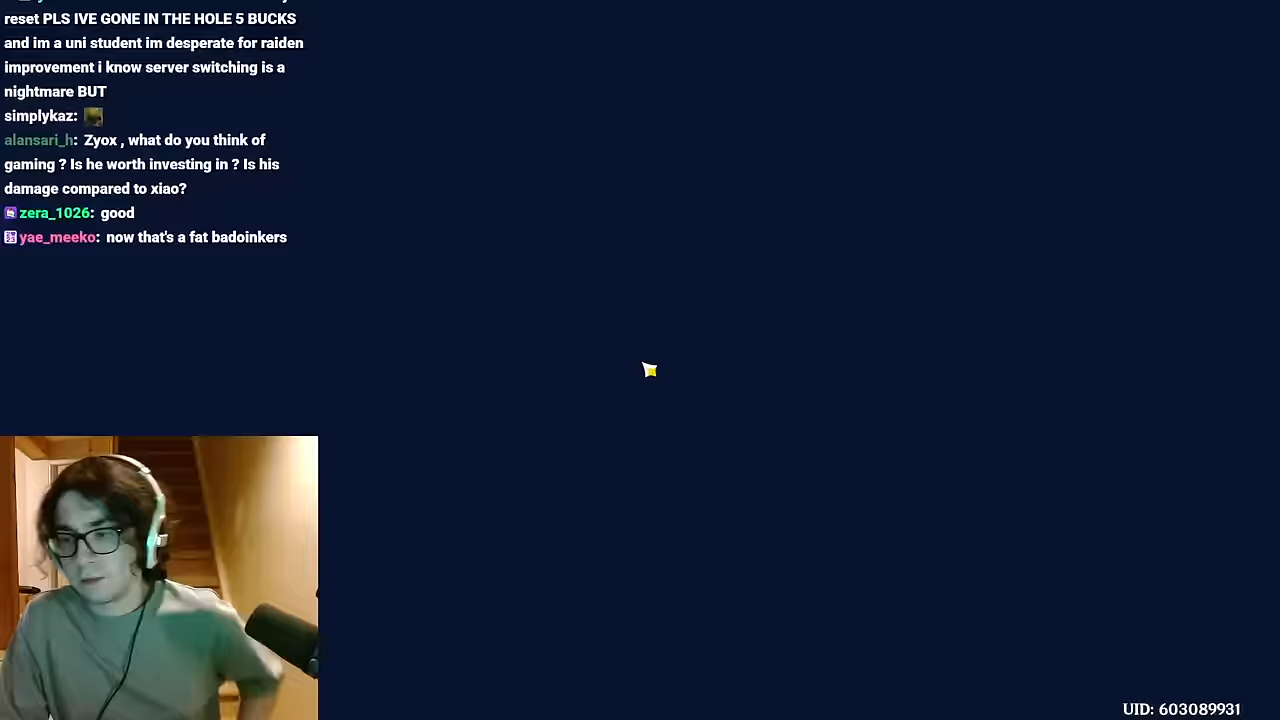 reset PLS IVE GONE IN THE HOLE 5 BUCKS
and im a uni student im desperate for raiden
improvement i know server switching is a
nightmare BUT
simplykaz:
alansari_h: Zyox , what do you think of
gaming ? Is he worth investing in ? Is his
damage compared to xiao?
zera_1026: good
yae_meeko: now that's a fat badoinkers
UID: 603089931